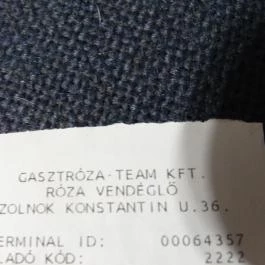 GASZTRÓZA-TEAM KFT.
RÓZA VENDÉGLŐ
ZOLNOK KONSTANTIN U.36.
ERMINAL ID: 00064357
LADÓ KÓD: 2222